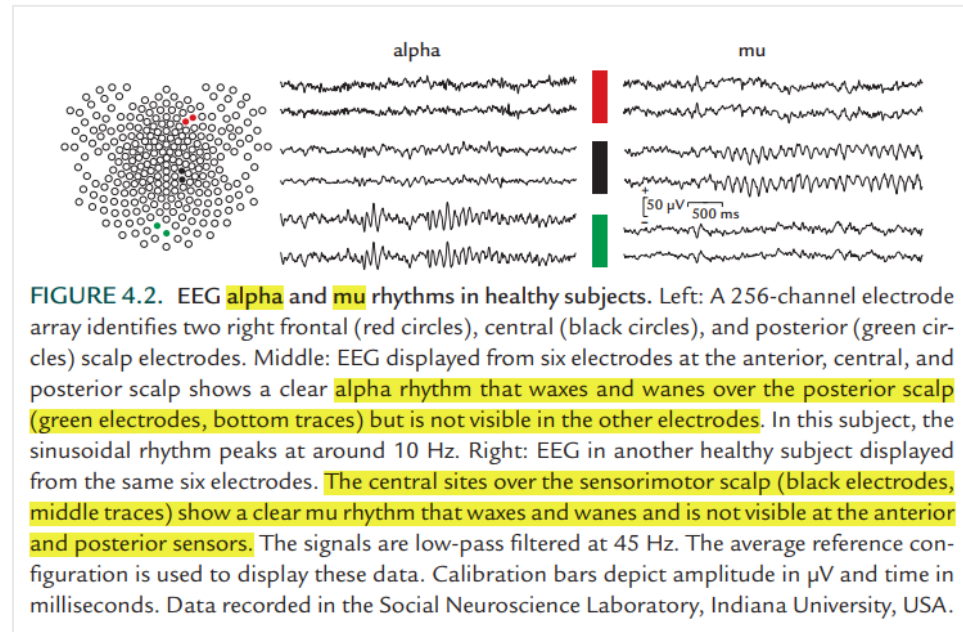 alpha
mu
+
50 µV
500 ms
–
FIGURE 4.2. EEG alpha and mu rhythms in healthy subjects. Left: A 256-channel electrode
array identifies two right frontal (red circles), central (black circles), and posterior (green cir-
cles) scalp electrodes. Middle: EEG displayed from six electrodes at the anterior, central, and
posterior scalp shows a clear alpha rhythm that waxes and wanes over the posterior scalp
(green electrodes, bottom traces) but is not visible in the other electrodes. In this subject, the
sinusoidal rhythm peaks at around 10 Hz. Right: EEG in another healthy subject displayed
from the same six electrodes. The central sites over the sensorimotor scalp (black electrodes,
middle traces) show a clear mu rhythm that waxes and wanes and is not visible at the anterior
and posterior sensors. The signals are low-pass filtered at 45 Hz. The average reference con-
figuration is used to display these data. Calibration bars depict amplitude in µV and time in
milliseconds. Data recorded in the Social Neuroscience Laboratory, Indiana University, USA.